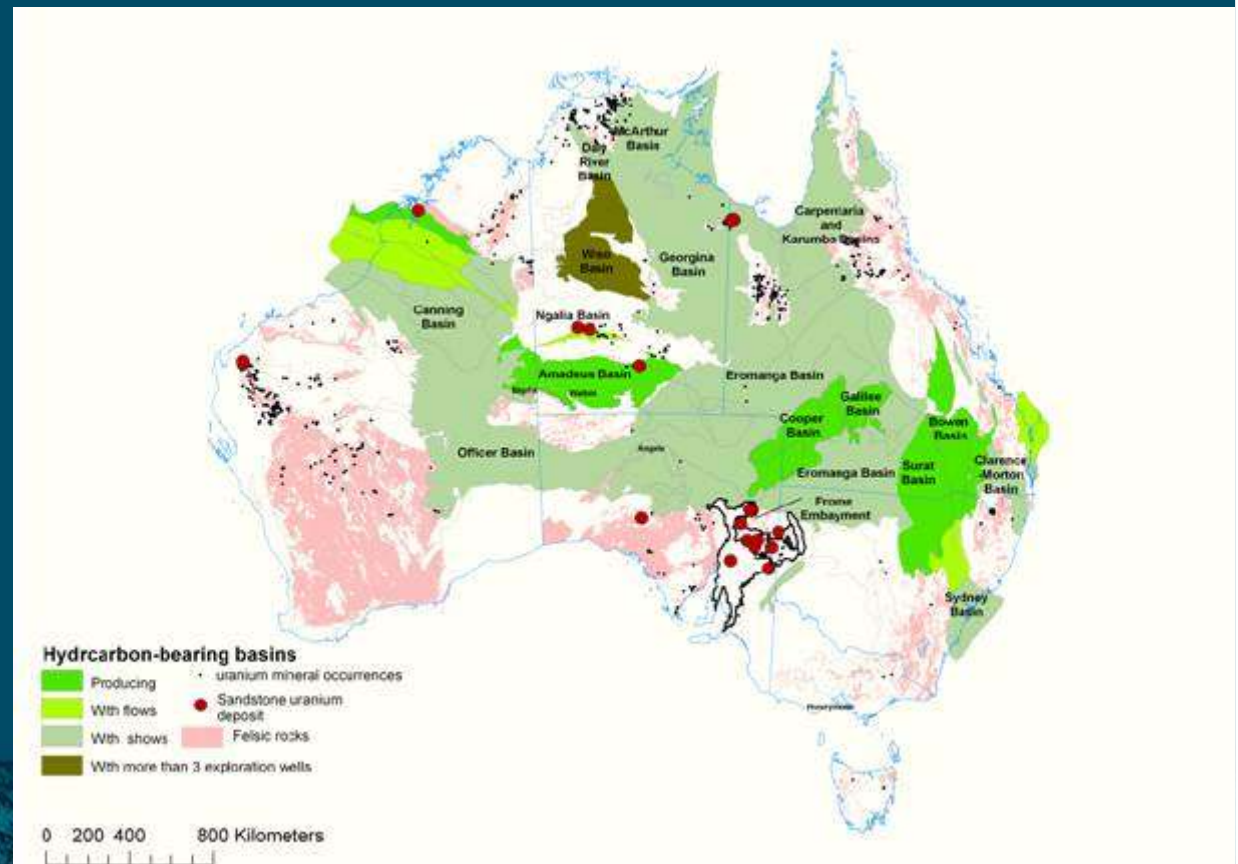 McArthur
Basin
Daly
River
Basin
Carpentaria
and
Karumba Basins
Wiso
Basin
Georgina
Basin
Canning
Basin
Ngalia Basin
Amadeus Basin
Eromanga Basin
Galilee
Basin
Cooper
Basin
Bowen
Basin
Officer Basin
Angela
Eromanga Basin
Surat
Basin
Clarence
-Morton
Basin
Frome
Embayment
Sydney
Basin
Hydrcarbon-bearing basins
Producing
With flows
With shows
With more than 3 exploration wells
uranium mineral occurrences
Sandstone uranium
deposit
Felsic rocks
0 200 400 800 Kilometers